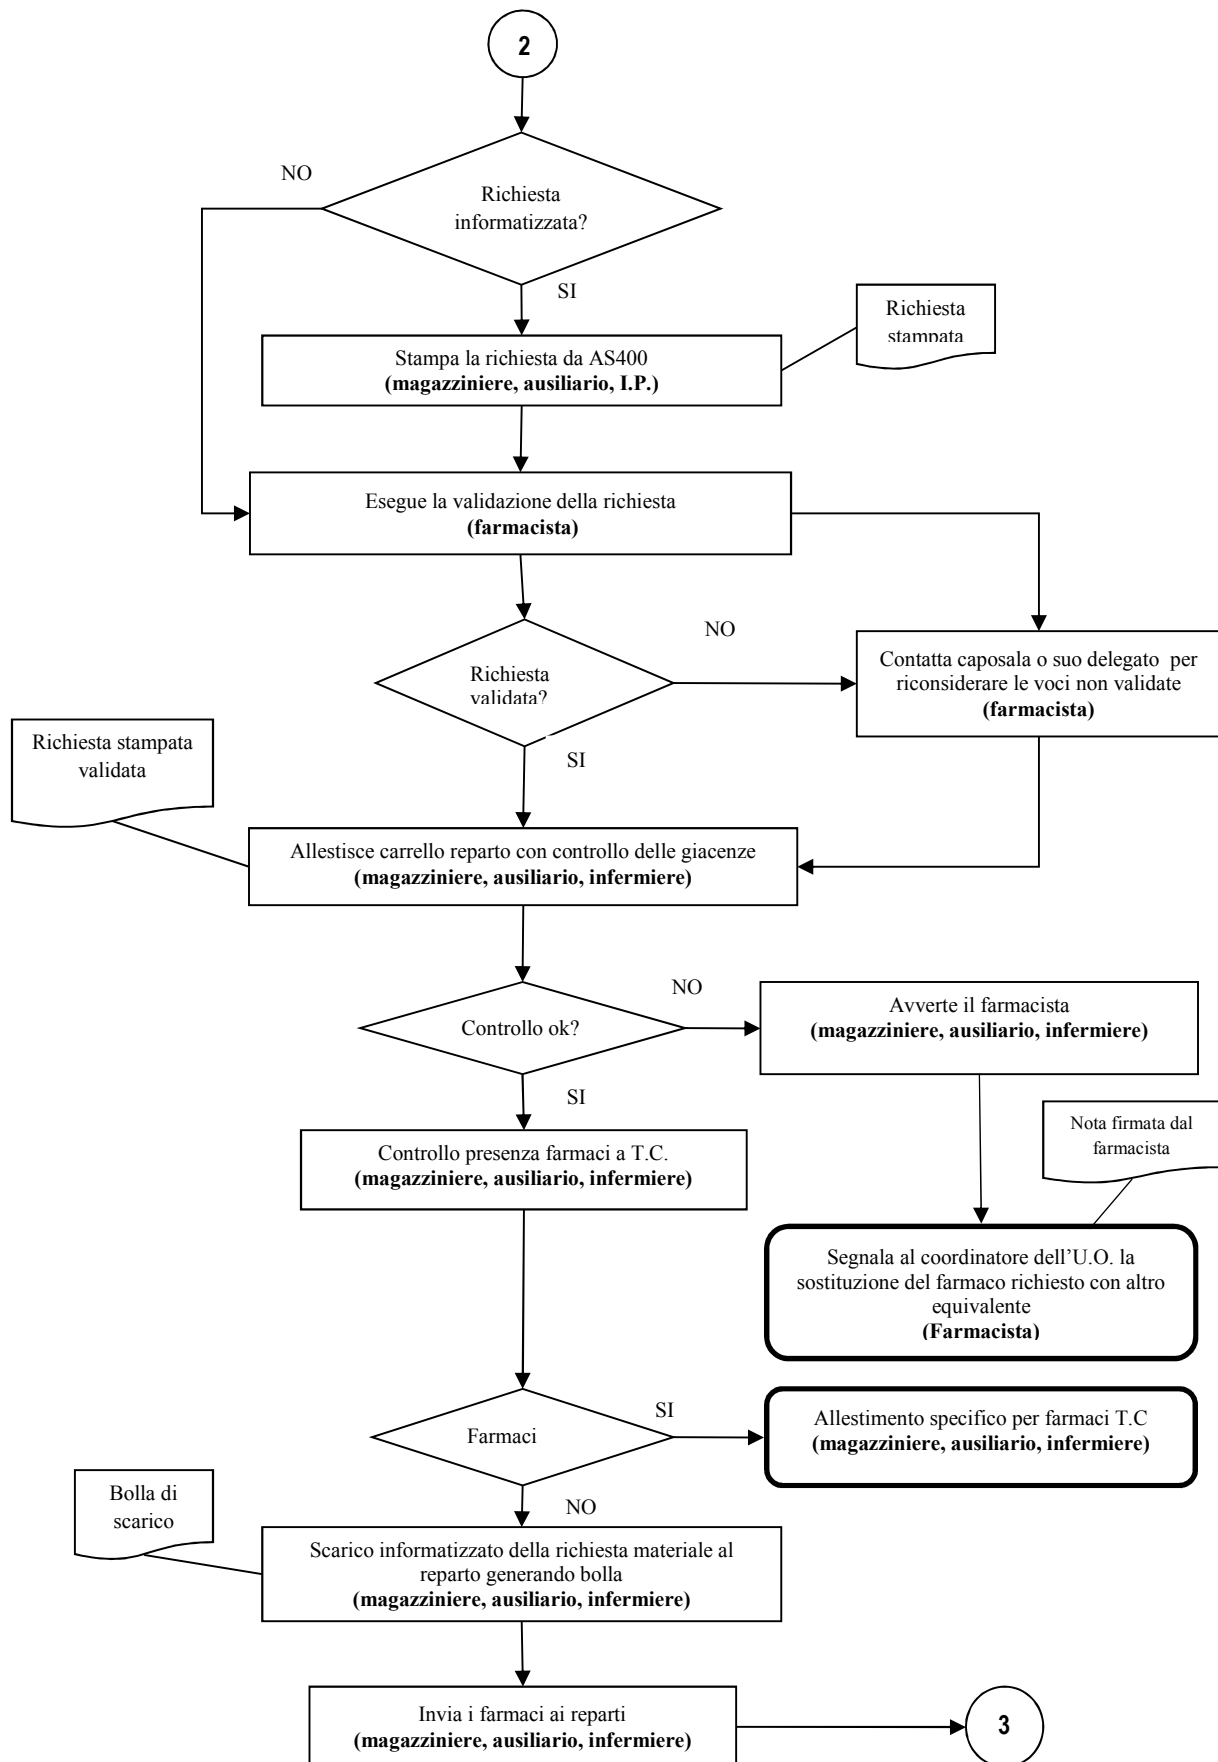 2
NO
Richiesta
informatizzata?
SI
Richiesta
stampata
Stampa la richiesta da AS400
(magazziniere, ausiliario, I.P.)
Esegue la validazione della richiesta
(farmacista)
NO
Richiesta
validata?
Contatta caposala o suo delegato per
riconsiderare le voci non validate
(farmacista)
SI
Richiesta stampata
validata
Allestisce carrello reparto con controllo delle giacenze
(magazziniere, ausiliario, infermiere)
NO
Controllo ok?
Avverte il farmacista
(magazziniere, ausiliario, infermiere)
SI
Nota firmata dal
farmacista
Controllo presenza farmaci a T.C.
(magazziniere, ausiliario, infermiere)
Segnala al coordinatore dell’U.O. la
sostituzione del farmaco richiesto con altro
equivalente
(Farmacista)
SI
Farmaci
Allestimento specifico per farmaci T.C
(magazziniere, ausiliario, infermiere)
NO
Bolla di
scarico
Scarico informatizzato della richiesta materiale al
reparto generando bolla
(magazziniere, ausiliario, infermiere)
Invia i farmaci ai reparti
(magazziniere, ausiliario, infermiere)
3